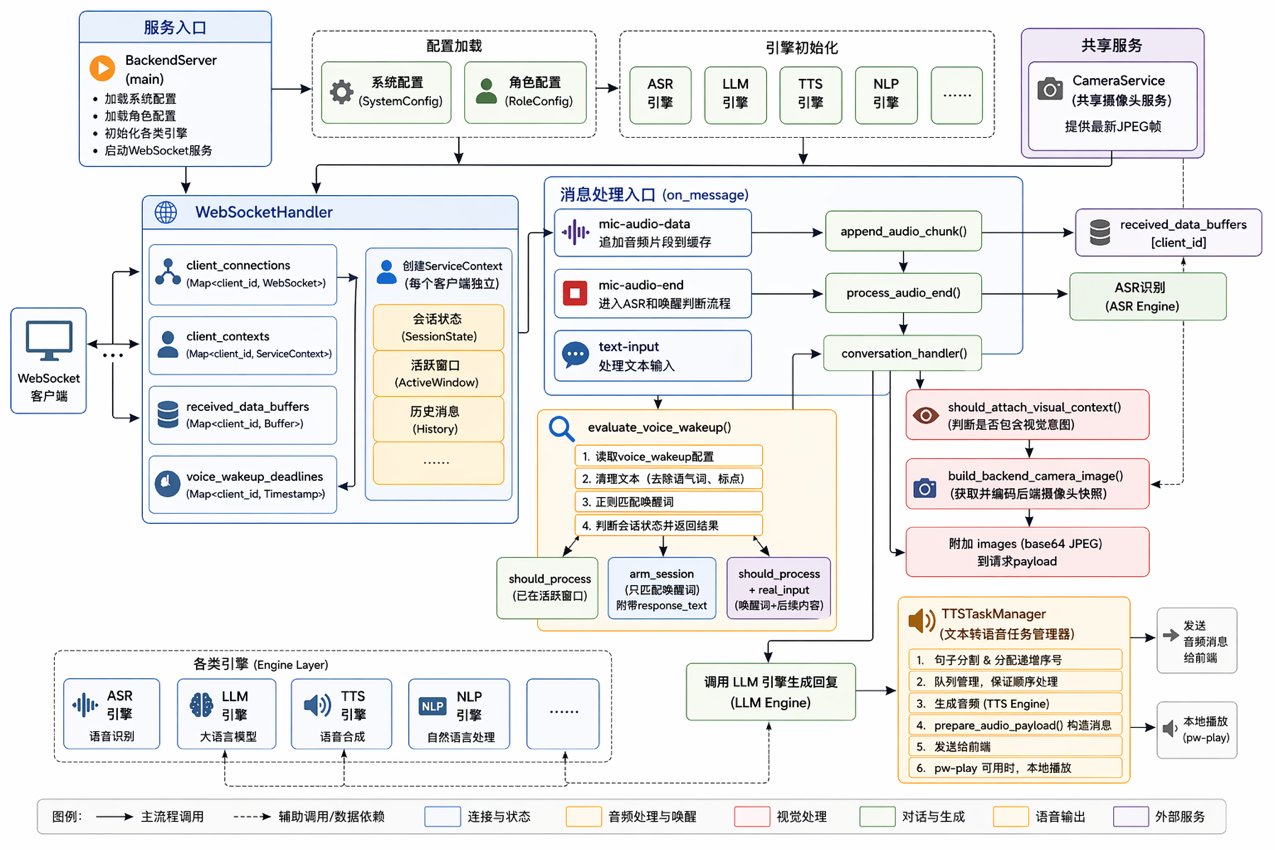 服务入口
BackendServer
(main)
• 加载系统配置
• 加载角色配置
• 初始化各类引擎
• 启动WebSocket服务
配置加载
系统配置
(SystemConfig)
角色配置
(RoleConfig)
引擎初始化
ASR
引擎
LLM
引擎
TTS
引擎
NLP
引擎
......
共享服务
CameraService
(共享摄像头服务)
提供最新JPEG帧
WebSocket
客户端
...
WebSocketHandler
client_connections
(Map<client_id, WebSocket>)
client_contexts
(Map<client_id, ServiceContext>)
received_data_buffers
(Map<client_id, Buffer>)
voice_wakeup_deadlines
(Map<client_id, Timestamp>)
创建ServiceContext
(每个客户端独立)
会话状态
(SessionState)
活跃窗口
(ActiveWindow)
历史消息
(History)
......
消息处理入口 (on_message)
mic-audio-data
追加音频片段到缓存
mic-audio-end
进入ASR和唤醒判断流程
text-input
处理文本输入
append_audio_chunk()
process_audio_end()
conversation_handler()
received_data_buffers
[client_id]
ASR识别
(ASR Engine)
should_attach_visual_context()
(判断是否包含视觉意图)
build_backend_camera_image()
(获取并编码后端摄像头快照)
附加 images (base64 JPEG)
到请求payload
evaluate_voice_wakeup()
1. 读取voice_wakeup配置
2. 清理文本（去除语气词、标点）
3. 正则匹配唤醒词
4. 判断会话状态并返回结果
should_process
(已在活跃窗口)
arm_session
(只匹配唤醒词)
附带response_text
should_process
+ real_input
(唤醒词+后续内容)
调用 LLM 引擎生成回复
(LLM Engine)
TTSTaskManager
(文本转语音任务管理器)
1. 句子分割 & 分配递增序号
2. 队列管理，保证顺序处理
3. 生成音频 (TTS Engine)
4. prepare_audio_payload() 构造消息
5. 发送给前端
6. pw-play 可用时，本地播放
发送
音频消息
给前端
本地播放
(pw-play)
各类引擎 (Engine Layer)
ASR
引擎
语音识别
LLM
引擎
大语言模型
TTS
引擎
语音合成
NLP
NLP
引擎
自然语言处理
......
图例：
主流程调用
辅助调用/数据依赖
连接与状态
音频处理与唤醒
视觉处理
对话与生成
语音输出
外部服务